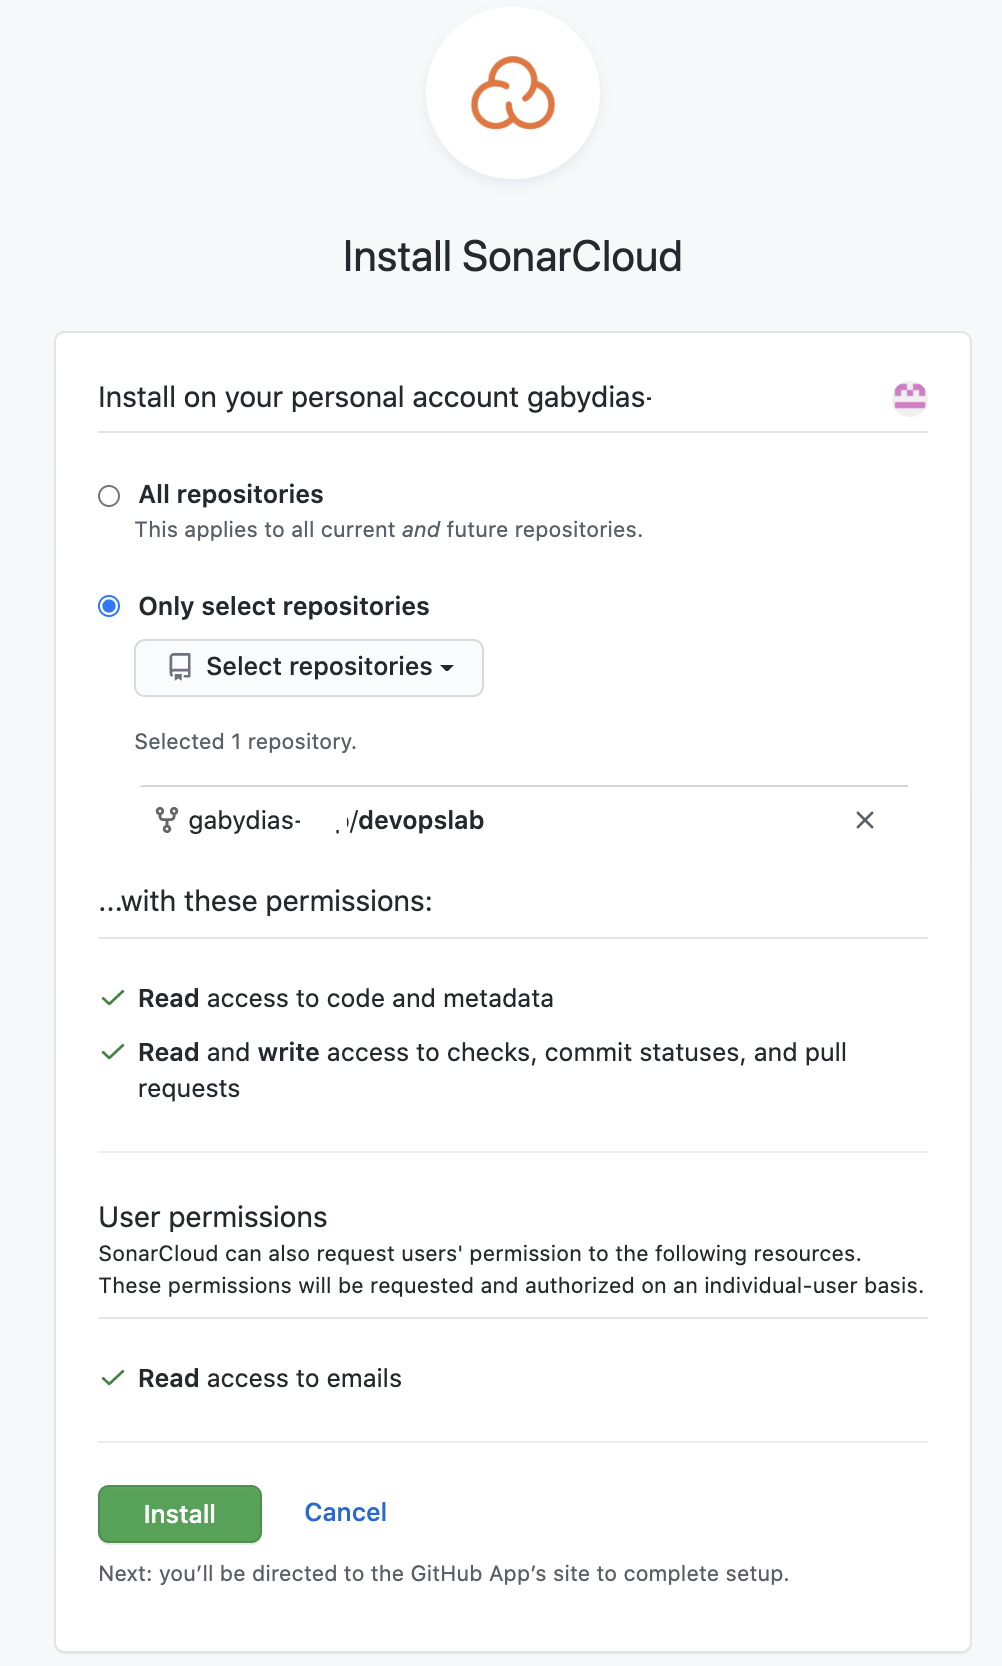 Install SonarCloud
Install on your personal account gabydias-
All repositories
This applies to all current and future repositories.
Only select repositories
Select repositories
Selected 1 repository.
gabydias- /devopslab
...with these permissions:
Read access to code and metadata
Read and write access to checks, commit statuses, and pull
requests
User permissions
SonarCloud can also request users' permission to the following resources.
These permissions will be requested and authorized on an individual-user basis.
Read access to emails
Install Cancel
Next: you’ll be directed to the GitHub App’s site to complete setup.